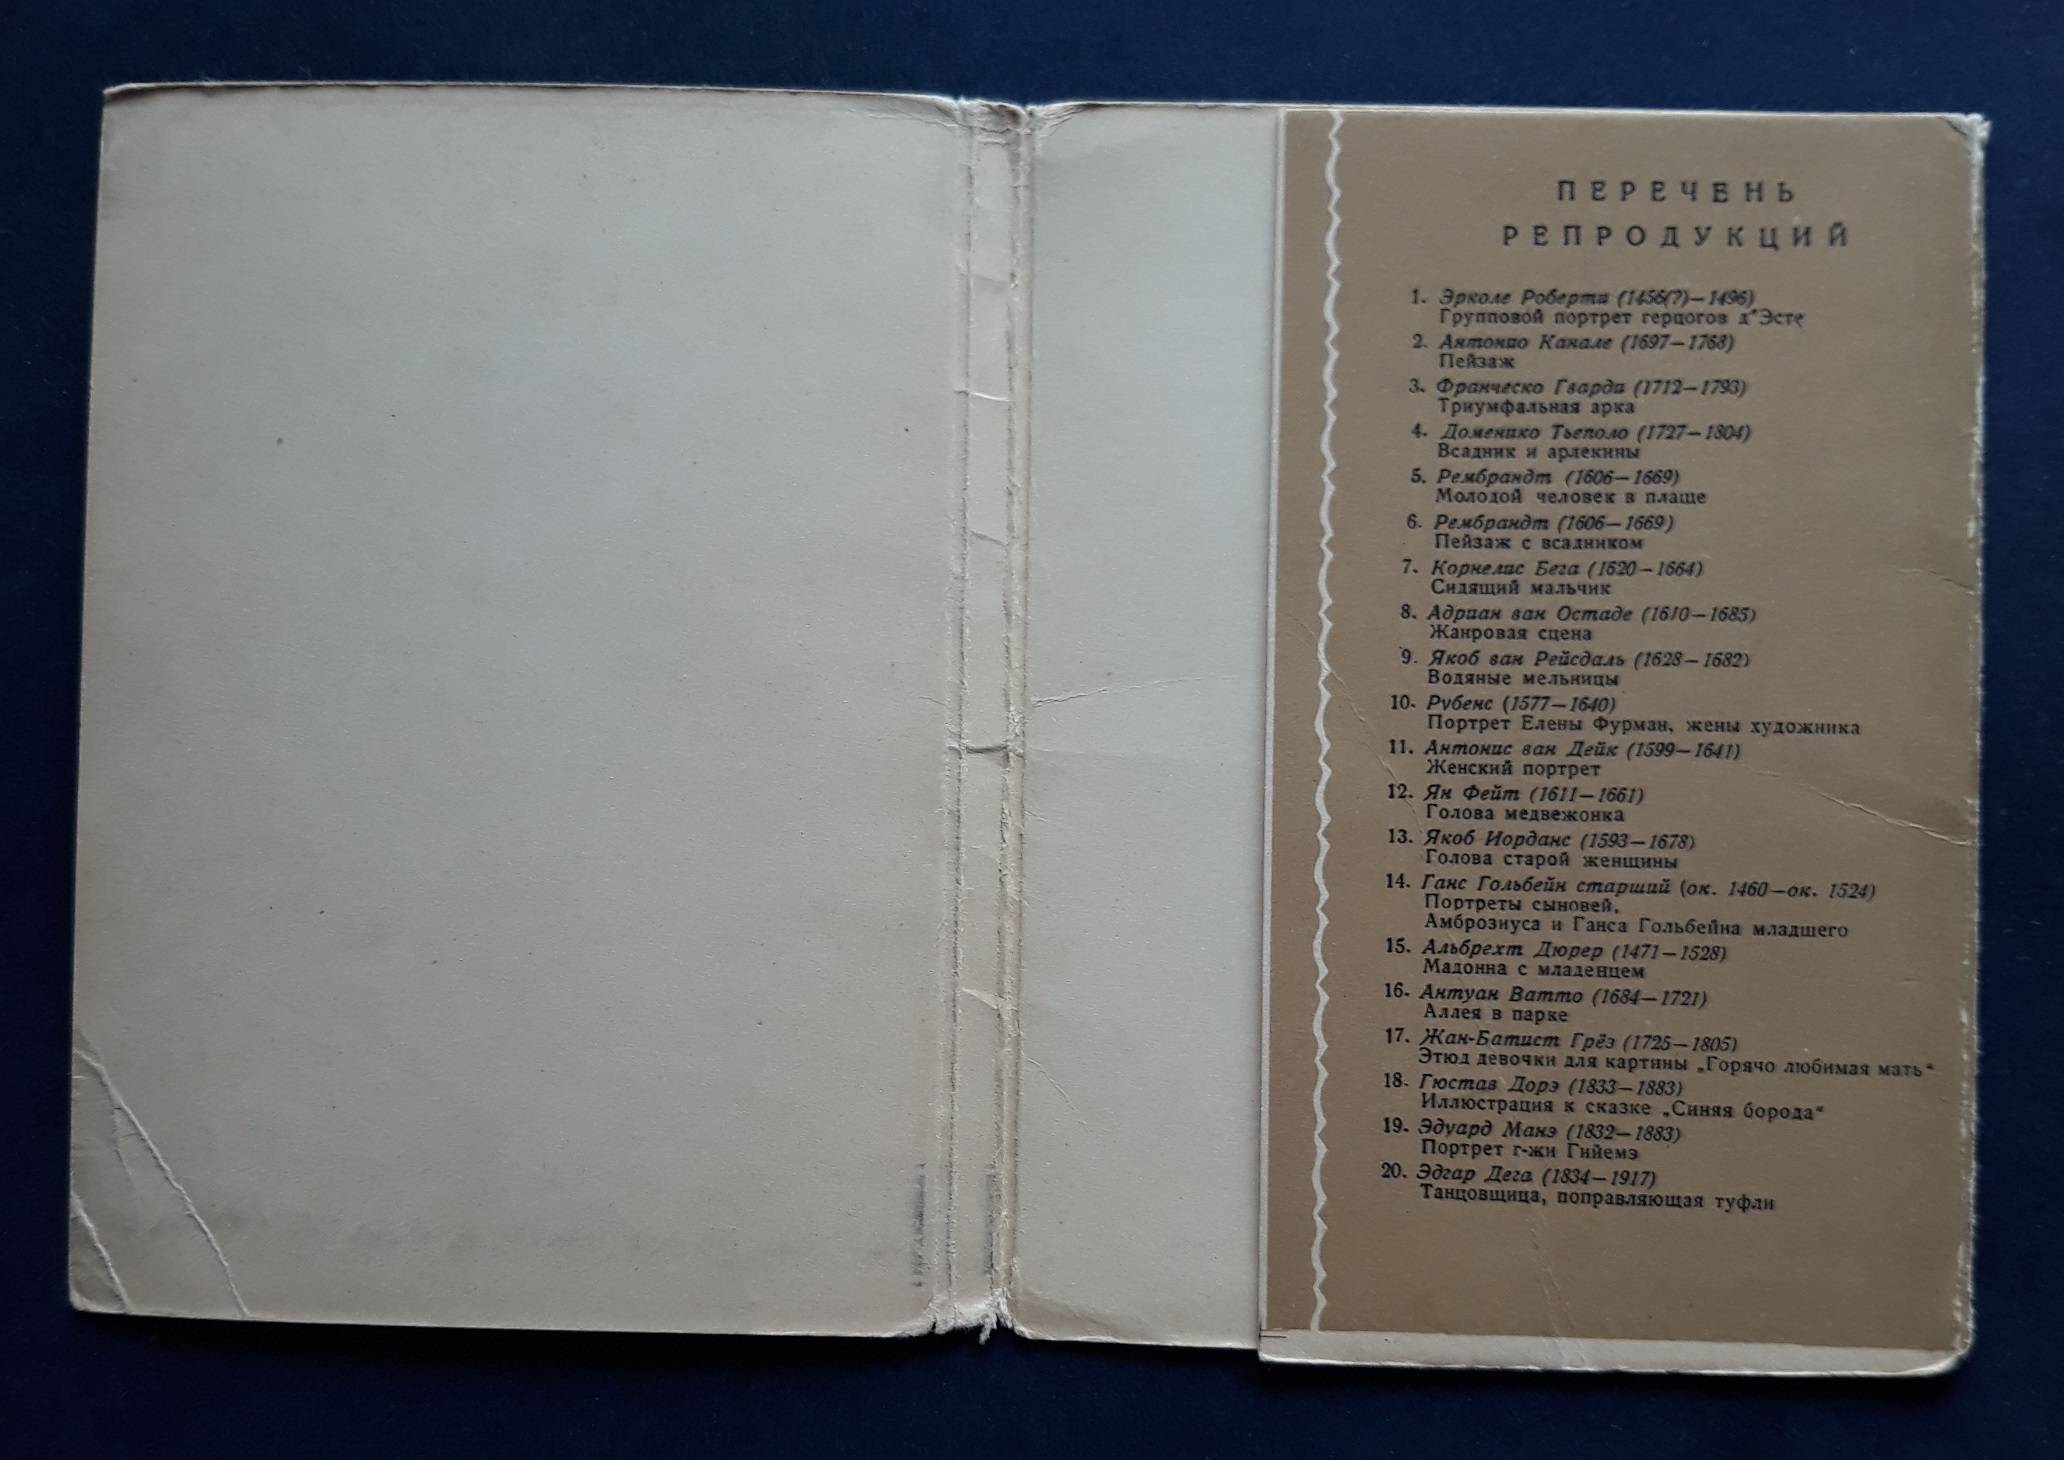 ПЕРЕЧЕНЬ
РЕПРОДУКЦИЙ
1. Эрколе Роберти (1456(?)—1496)
Групповой портрет герцогов д'Эсте
2. Антонио Канале (1697—1768)
Пейзаж
3. Франческо Гварди (1712—1793)
Триумфальная арка
4. Доменико Тьеполо (1727—1804)
Всадник и арлекины
5. Рембрандт (1606—1669)
Молодой человек в плаще
6. Рембрандт (1606—1669)
Пейзаж с всадником
7. Корнелис Бега (1620—1664)
Сидящий мальчик
8. Адриан ван Остаде (1610—1685)
Жанровая сцена
9. Якоб ван Рейсдаль (1628—1682)
Водяные мельницы
10. Рубенс (1577—1640)
Портрет Елены Фурман, жены художника
11. Антонис ван Дейк (1599—1641)
Женский портрет
12. Ян Фейт (1611—1661)
Голова медвежонка
13. Якоб Иорданс (1593—1678)
Голова старой женщины
14. Ганс Гольбейн старший (ок. 1460—ок. 1524)
Портреты сыновей,
Амброзиуса и Ганса Гольбейна младшего
15. Альбрехт Дюрер (1471—1528)
Мадонна с младенцем
16. Антуан Ватто (1684—1721)
Аллея в парке
17. Жан-Батист Грёз (1725—1805)
Этюд девочки для картины „Горячо любимая мать“
18. Гюстав Дорэ (1833—1883)
Иллюстрация к сказке „Синяя борода“
19. Эдуард Манэ (1832—1883)
Портрет г-жи Гийемэ
20. Эдгар Дега (1834—1917)
Танцовщица, поправляющая туфли